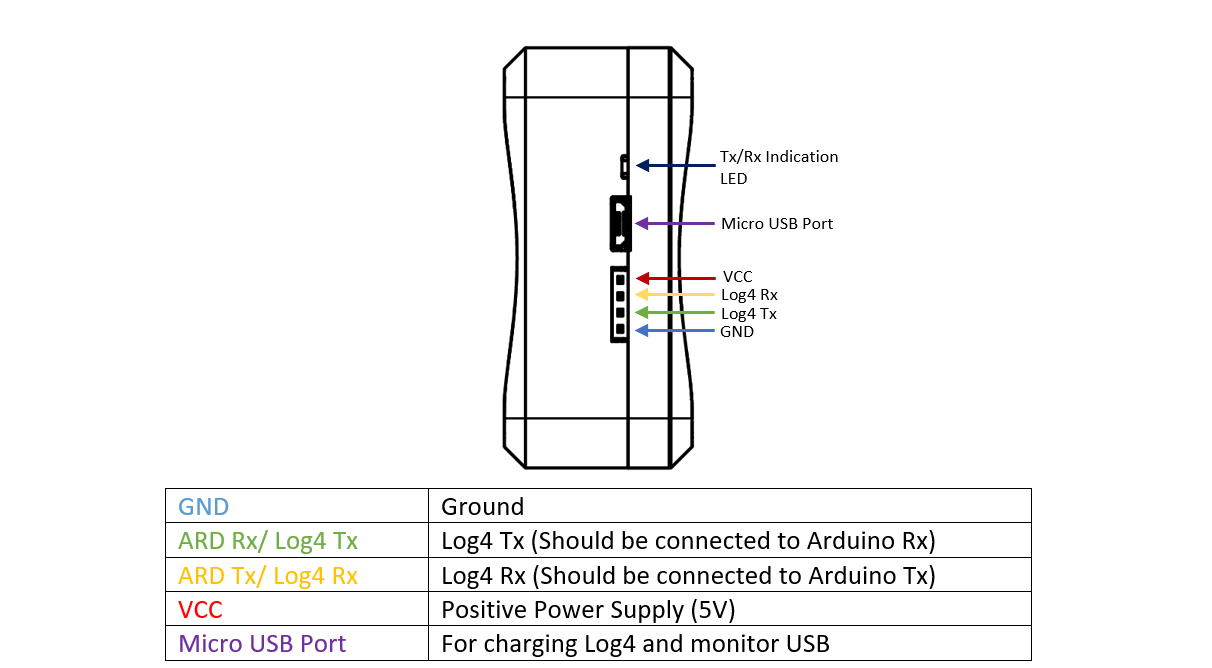 Tx/Rx Indication
LED
Micro USB Port
VCC
Log4 Rx
Log4 Tx
GND
GND Ground
ARD Rx/ Log4 Tx Log4 Tx (Should be connected to Arduino Rx)
ARD Tx/ Log4 Rx Log4 Rx (Should be connected to Arduino Tx)
VCC Positive Power Supply (5V)
Micro USB Port For charging Log4 and monitor USB